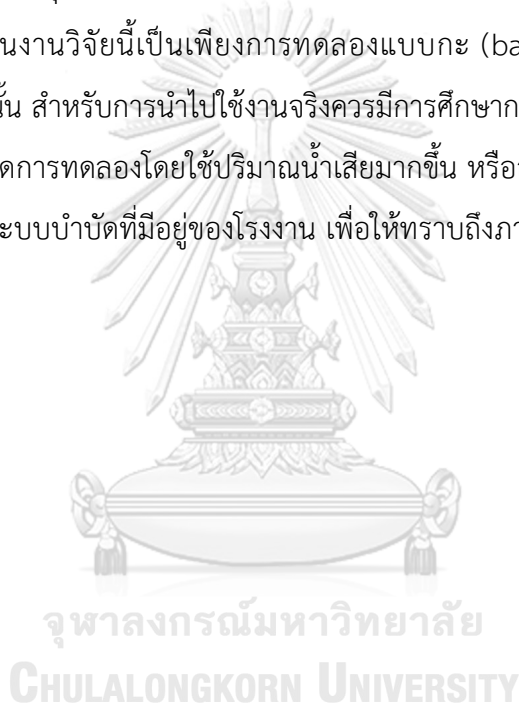 นงานวิจัยนี้เป็นเพียงการทดลองแบบกะ (ba
นั้น สำหรับการนำไปใช้งานจริงควรมีการศึกษาก
ดการทดลองโดยใช้ปริมาณน้ำเสียมากขึ้น หรือ
ะบบบำบัดที่มีอยู่ของโรงงาน เพื่อให้ทราบถึงภา
จุฬาลงกรณ์มหาวิทยาลัย
CHULALONGKORN UNIVERSITY